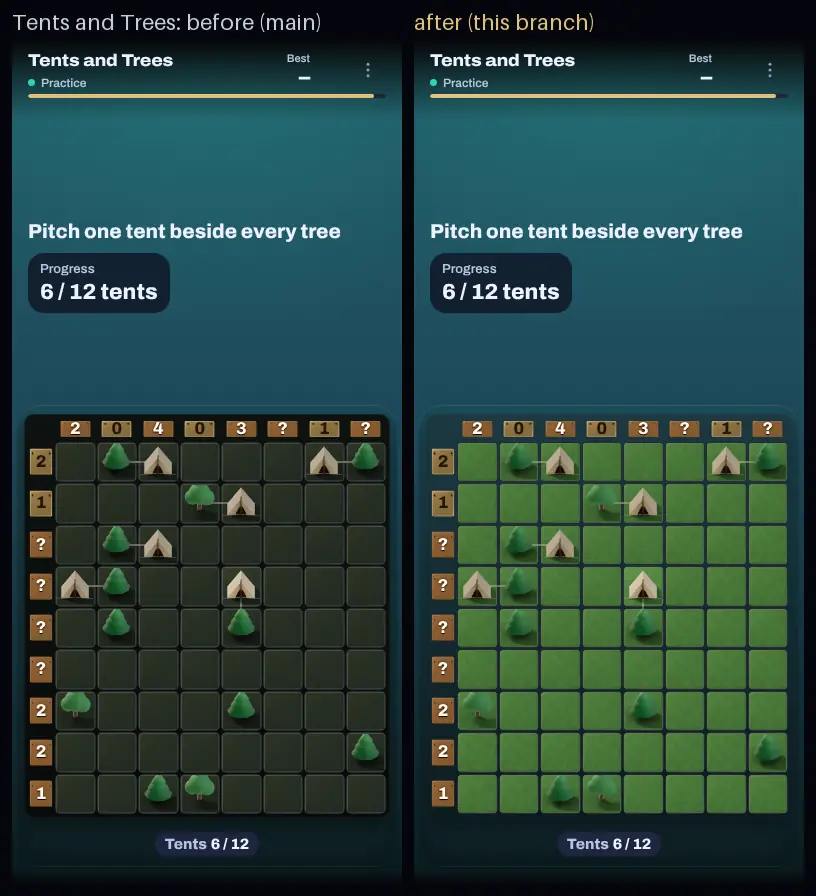 Tents and Trees: before (main)
Tents and Trees
Best
–
Practice
Pitch one tent beside every tree
Progress
6 / 12 tents
2 0 4 0 3 ? 1 ?
2
1
?
?
?
?
2
2
1
Tents 6 / 12
after (this branch)
Tents and Trees
Best
–
Practice
Pitch one tent beside every tree
Progress
6 / 12 tents
2 0 4 0 3 ? 1 ?
2
1
?
?
?
?
2
2
1
Tents 6 / 12